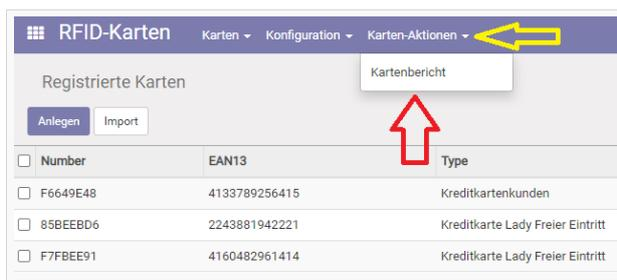 RFID-Karten Karten Konfiguration Karten-Aktionen
Kartenbericht
Registrierte Karten
Anlegen Import
Number EAN13 Type
F6649E48 4133789256415 Kreditkartenkunden
85BEEBD6 2243881942221 Kreditkarte Lady Freier Eintritt
F7FBEE91 4160482961414 Kreditkarte Lady Freier Eintritt